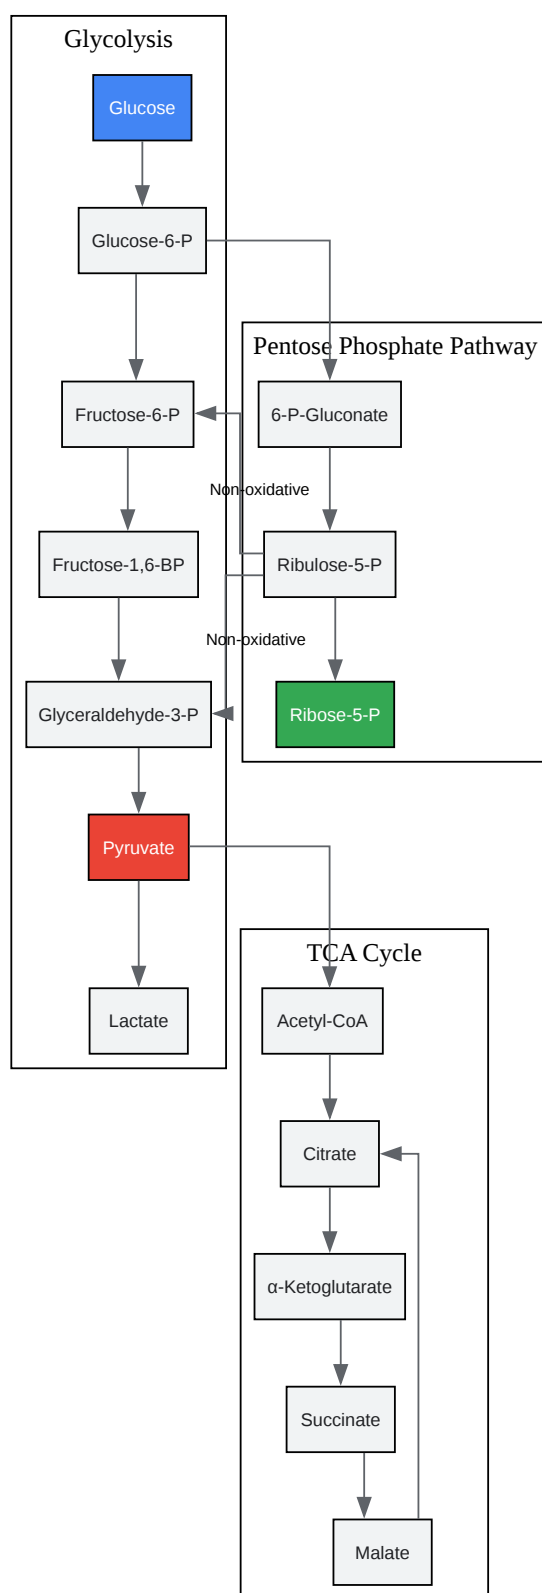 Glycolysis
Glucose
Glucose-6-P
Pentose Phosphate Pathway
Fructose-6-P
6-P-Gluconate
Non-oxidative
Fructose-1,6-BP
Ribulose-5-P
Non-oxidative
Glyceraldehyde-3-P
Ribose-5-P
Pyruvate
TCA Cycle
Lactate
Acetyl-CoA
Citrate
α-Ketoglutarate
Succinate
Malate